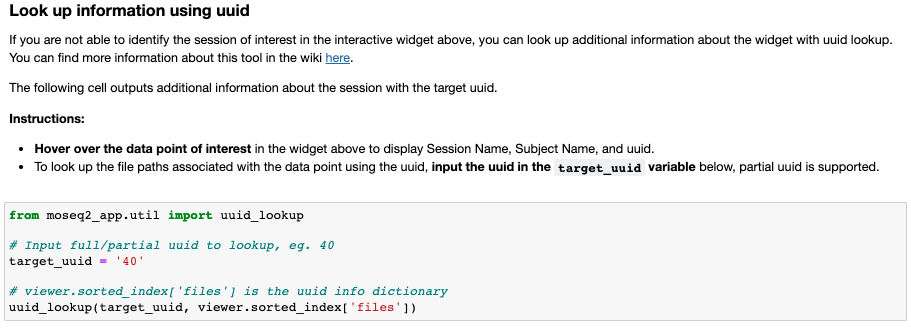 Look up information using uuid
If you are not able to identify the session of interest in the interactive widget above, you can look up additional information about the widget with uuid lookup.
You can find more information about this tool in the wiki here.
The following cell outputs additional information about the session with the target uuid.
Instructions:
• Hover over the data point of interest in the widget above to display Session Name, Subject Name, and uuid.
• To look up the file paths associated with the data point using the uuid, input the uuid in the target_uuid variable below, partial uuid is supported.
from moseq2_app.util import uuid_lookup
# Input full/partial uuid to lookup, eg. 40
target_uuid = '40'
# viewer.sorted_index['files'] is the uuid info dictionary
uuid_lookup(target_uuid, viewer.sorted_index['files'])